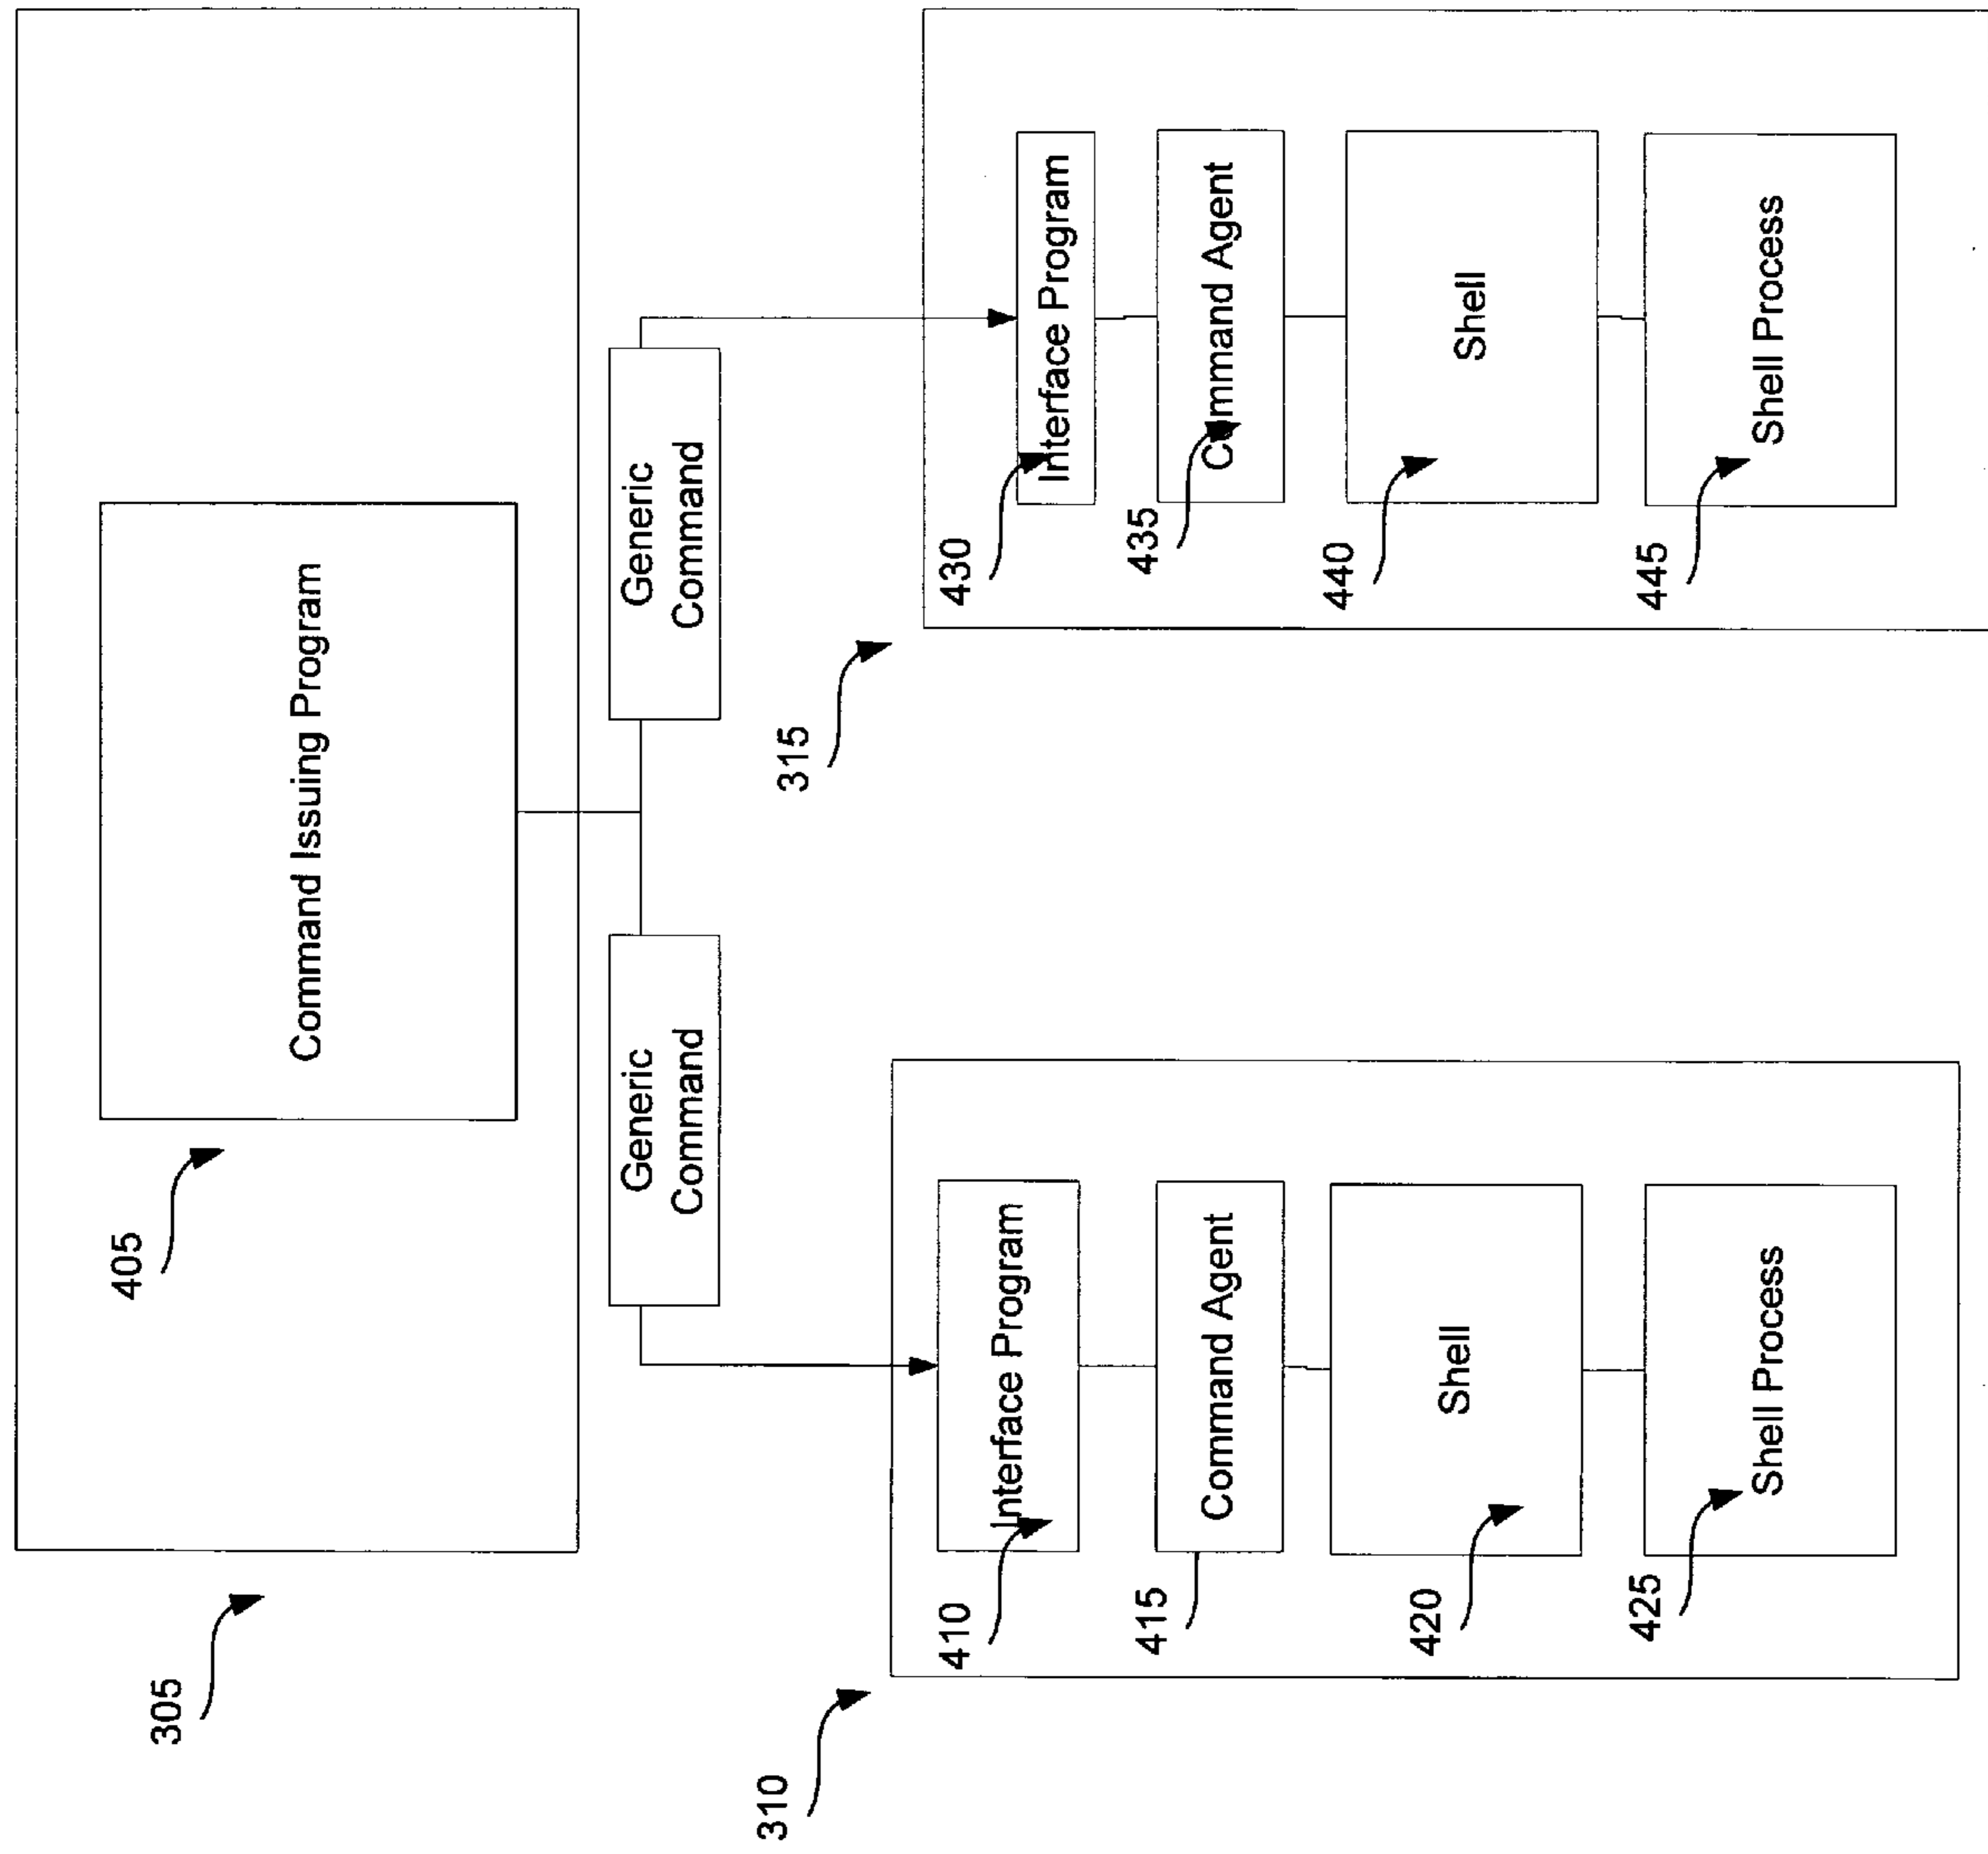 305
405
Command Issuing Program
Generic
Command
Generic
Command
310
410
Interface Program
415
Command Agent
420
Shell
425
Shell Process
315
430
Interface Program
435
Command Agent
440
Shell
445
Shell Process